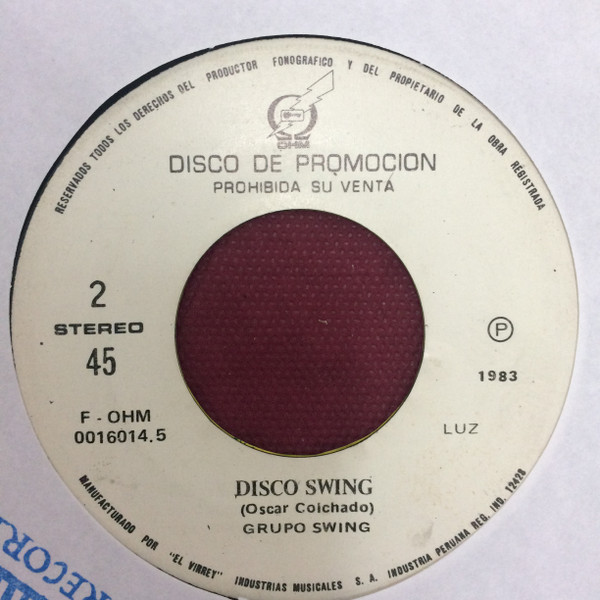 RESERVADOS TODOS LOS DERECHOS DEL PRODUCTOR FONOGRAFICO Y DEL PROPIETARIO DE LA OBRA REGISTRADA
OHM
DISCO DE PROMOCION
PROHIBIDA SU VENTA
2
STEREO
45
P
1983
F - OHM
0016014.5
LUZ
DISCO SWING
(Oscar Colchado)
GRUPO SWING
MANUFACTURADO POR "EL VIRREY" INDUSTRIAS MUSICALES S. A. INDUSTRIA PERUANA REG. IND. 12428
RECOR